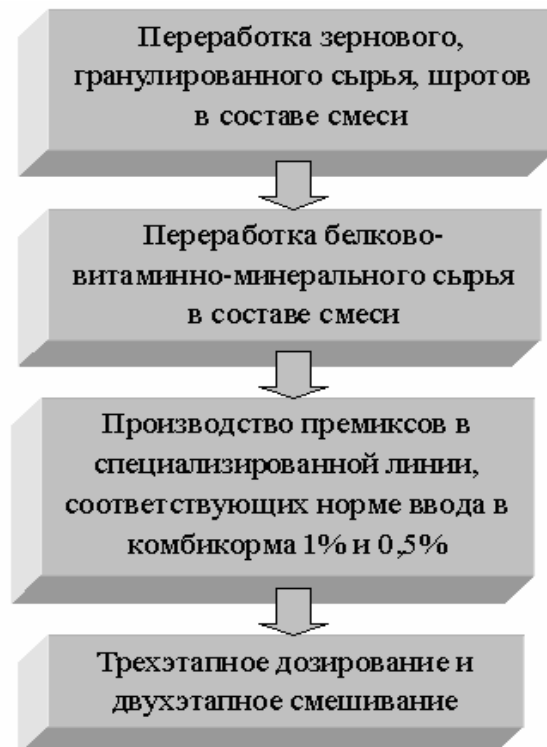 Переработка зернового,
гранулированного сырья, шротов
в составе смеси
Переработка белково-
витаминно-минерального сырья
в составе смеси
Производство премиксов в
специализированной линии,
соответствующих норме ввода в
комбикорма 1% и 0,5%
Трехэтапное дозирование и
двухэтапное смешивание